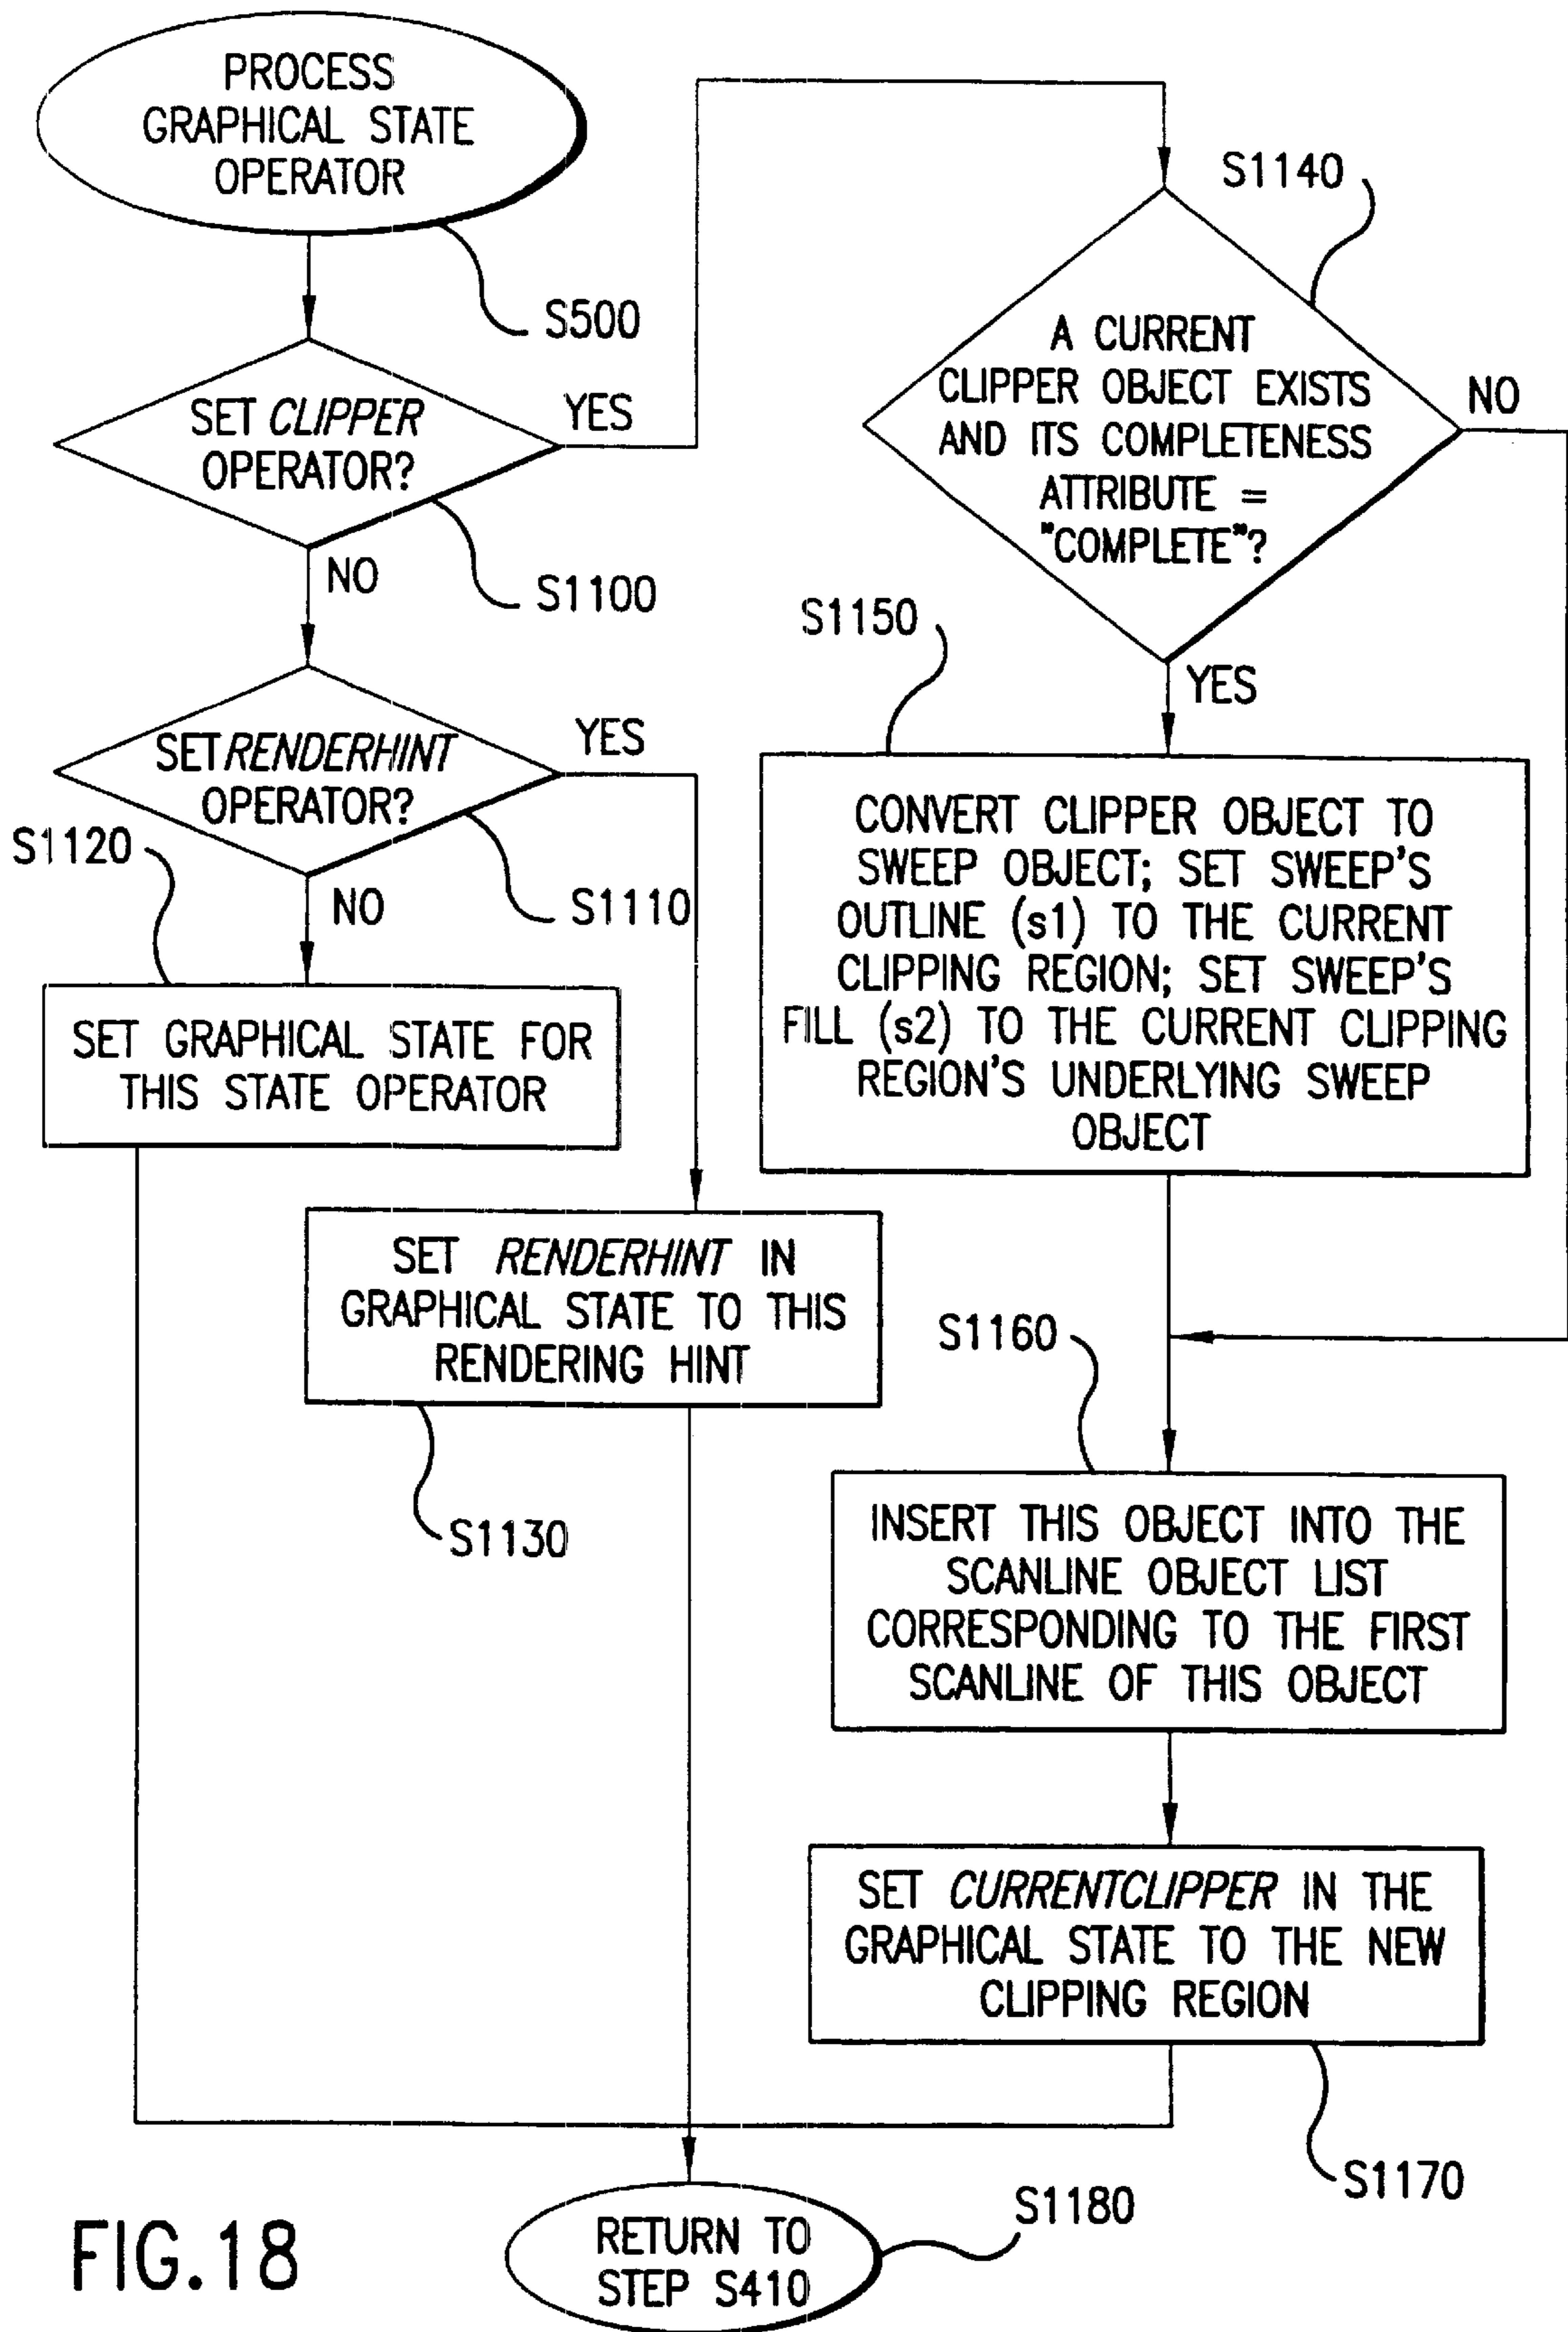 PROCESS
GRAPHICAL STATE
OPERATOR
S500
SET CLIPPER
OPERATOR?
YES
NO
S1100
SET RENDERHINT
OPERATOR?
YES
NO
S1110
S1120
SET GRAPHICAL STATE FOR
THIS STATE OPERATOR
SET RENDERHINT IN
GRAPHICAL STATE TO THIS
RENDERING HINT
S1130
S1140
A CURRENT
CLIPPER OBJECT EXISTS
AND ITS COMPLETENESS
ATTRIBUTE =
"COMPLETE"?
NO
YES
S1150
CONVERT CLIPPER OBJECT TO
SWEEP OBJECT; SET SWEEP'S
OUTLINE (s1) TO THE CURRENT
CLIPPING REGION; SET SWEEP'S
FILL (s2) TO THE CURRENT CLIPPING
REGION'S UNDERLYING SWEEP
OBJECT
S1160
INSERT THIS OBJECT INTO THE
SCANLINE OBJECT LIST
CORRESPONDING TO THE FIRST
SCANLINE OF THIS OBJECT
SET CURRENTCLIPPER IN THE
GRAPHICAL STATE TO THE NEW
CLIPPING REGION
S1170
RETURN TO
STEP S410
S1180
FIG.18